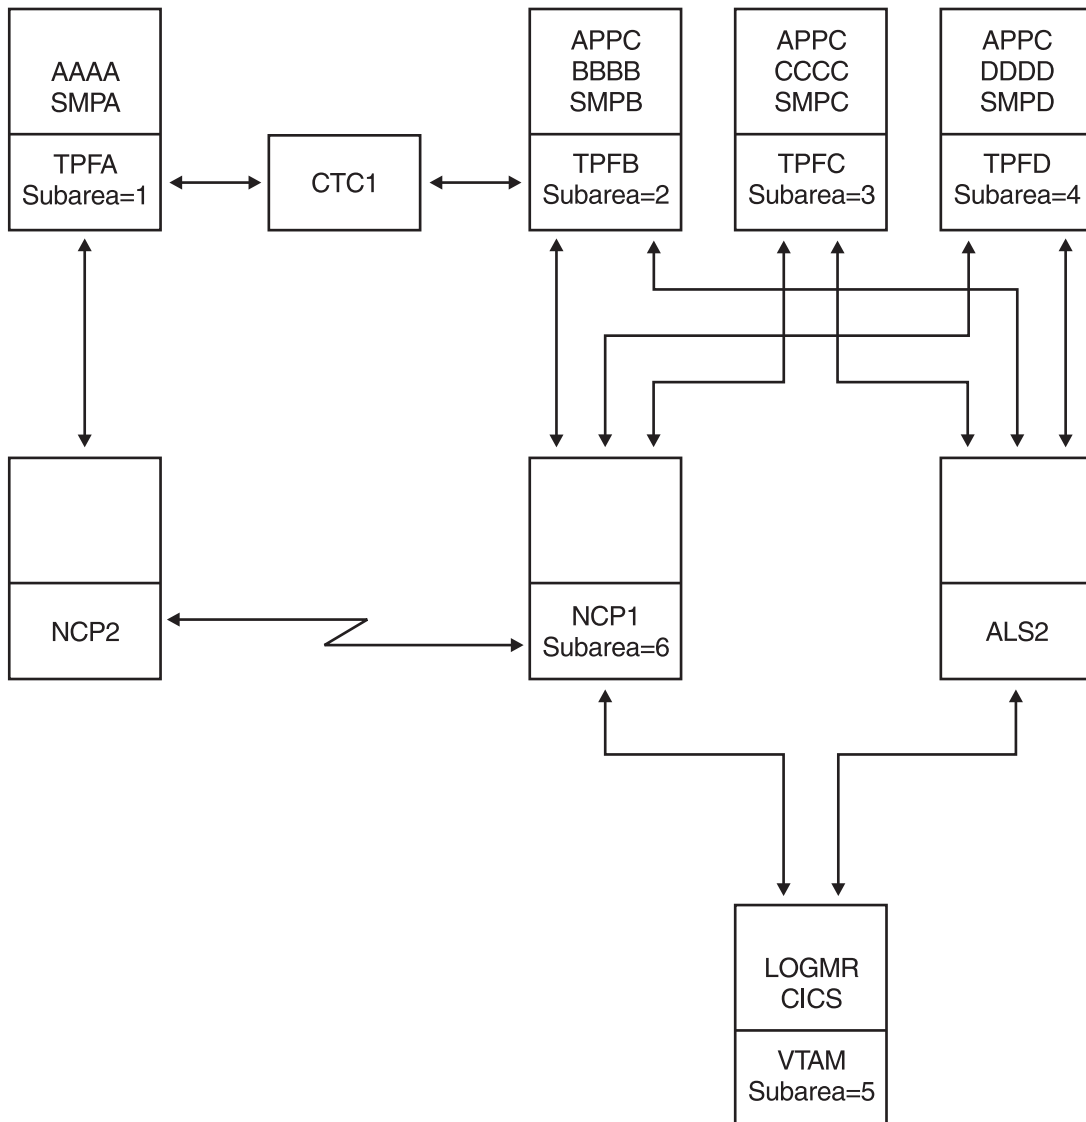 AAAA
SMPA
TPFA
Subarea=1
CTC1
APPC
BBBB
SMPB
TPFB
Subarea=2
APPC
CCCC
SMPC
TPFC
Subarea=3
APPC
DDDD
SMPD
TPFD
Subarea=4
NCP2
NCP1
Subarea=6
ALS2
LOGMR
CICS
VTAM
Subarea=5